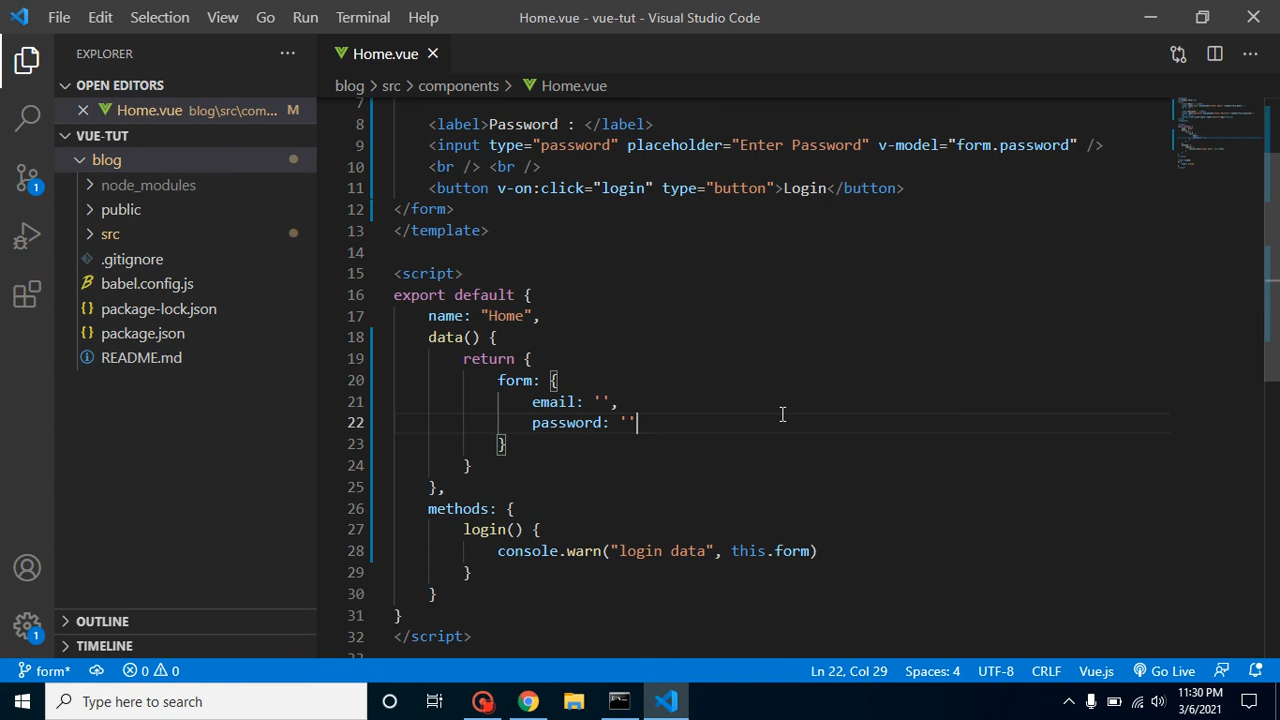 File Edit Selection View Go Run Terminal Help Home.vue - vue-tut - Visual Studio Code
EXPLORER
OPEN EDITORS
Home.vue blog\src\com... M
VUE-TUT
blog
node_modules
public
src
.gitignore
babel.config.js
package-lock.json
package.json
README.md
OUTLINE
TIMELINE
1
1
Home.vue
blog > src > components > Home.vue
7
8 <label>Password : </label>
9 <input type="password" placeholder="Enter Password" v-model="form.password" />
10 <br /> <br />
11 <button v-on:click="login" type="button">Login</button>
12 </form>
13 </template>
14
15 <script>
16 export default {
17 name: "Home",
18 data() {
19 return {
20 form: {
21 email: '',
22 password: ''
23 }
24 }
25 },
26 methods: {
27 login() {
28 console.warn("login data", this.form)
29 }
30 }
31 }
32 </script>
form* 0 0 Ln 22, Col 29 Spaces: 4 UTF-8 CRLF Vue.js Go Live
Type here to search
11:30 PM
3/6/2021